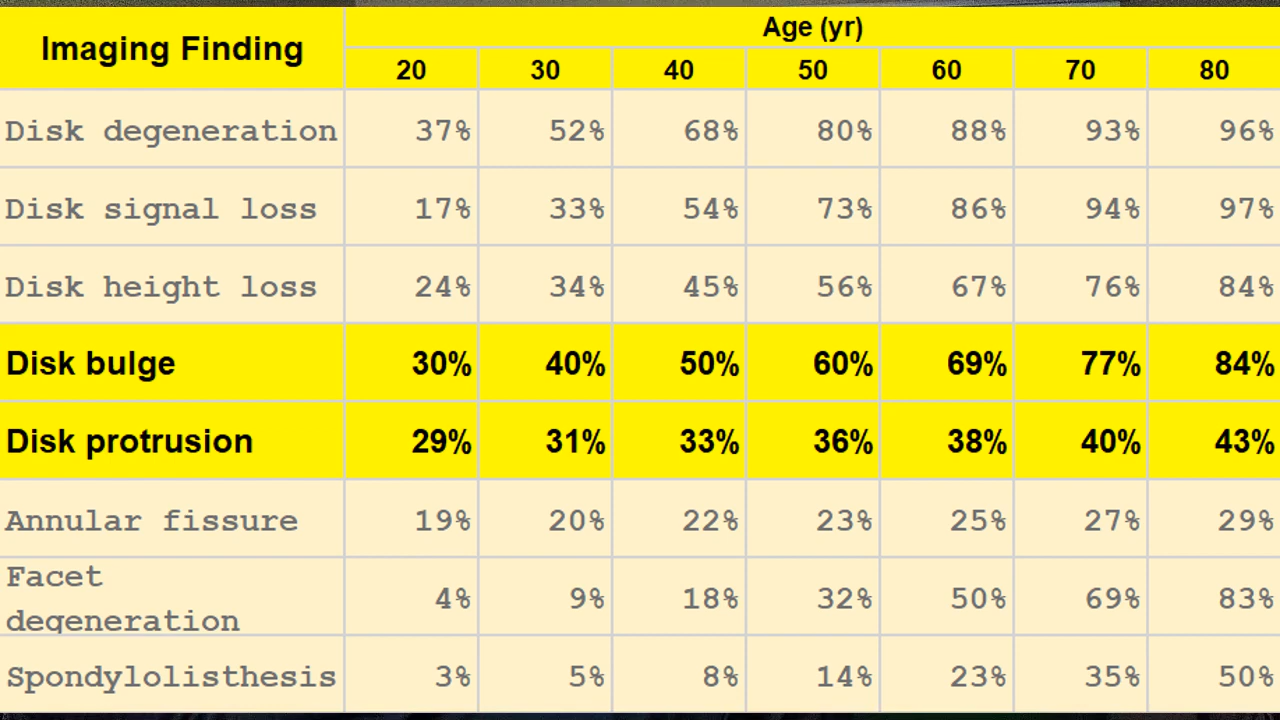 Imaging Finding Age (yr)
20 30 40 50 60 70 80
Disk degeneration 37% 52% 68% 80% 88% 93% 96%
Disk signal loss 17% 33% 54% 73% 86% 94% 97%
Disk height loss 24% 34% 45% 56% 67% 76% 84%
Disk bulge 30% 40% 50% 60% 69% 77% 84%
Disk protrusion 29% 31% 33% 36% 38% 40% 43%
Annular fissure 19% 20% 22% 23% 25% 27% 29%
Facet
degeneration 4% 9% 18% 32% 50% 69% 83%
Spondylolisthesis 3% 5% 8% 14% 23% 35% 50%